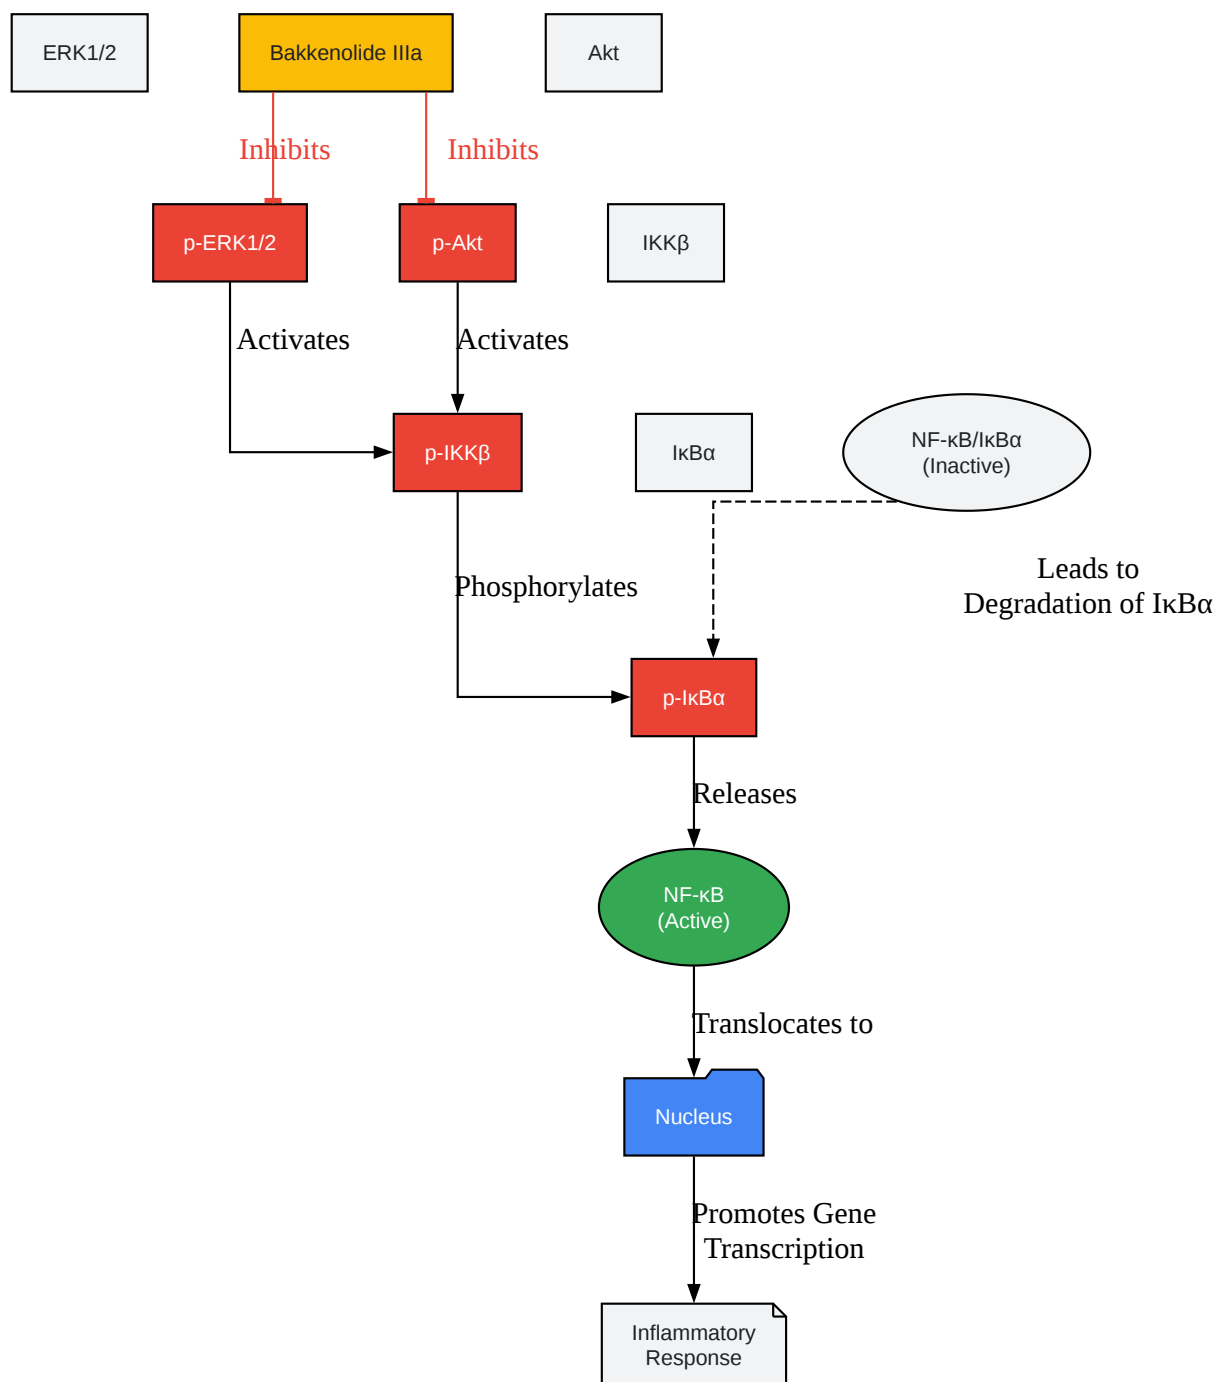 ERK1/2
Bakkenolide IIIa
Akt
Inhibits
Inhibits
p-ERK1/2
p-Akt
IKKβ
Activates
Activates
p-IKKβ
IκBα
NF-κB/IκBα
(Inactive)
Leads to
Degradation of IκBα
Phosphorylates
p-IκBα
Releases
NF-κB
(Active)
Translocates to
Nucleus
Promotes Gene
Transcription
Inflammatory
Response